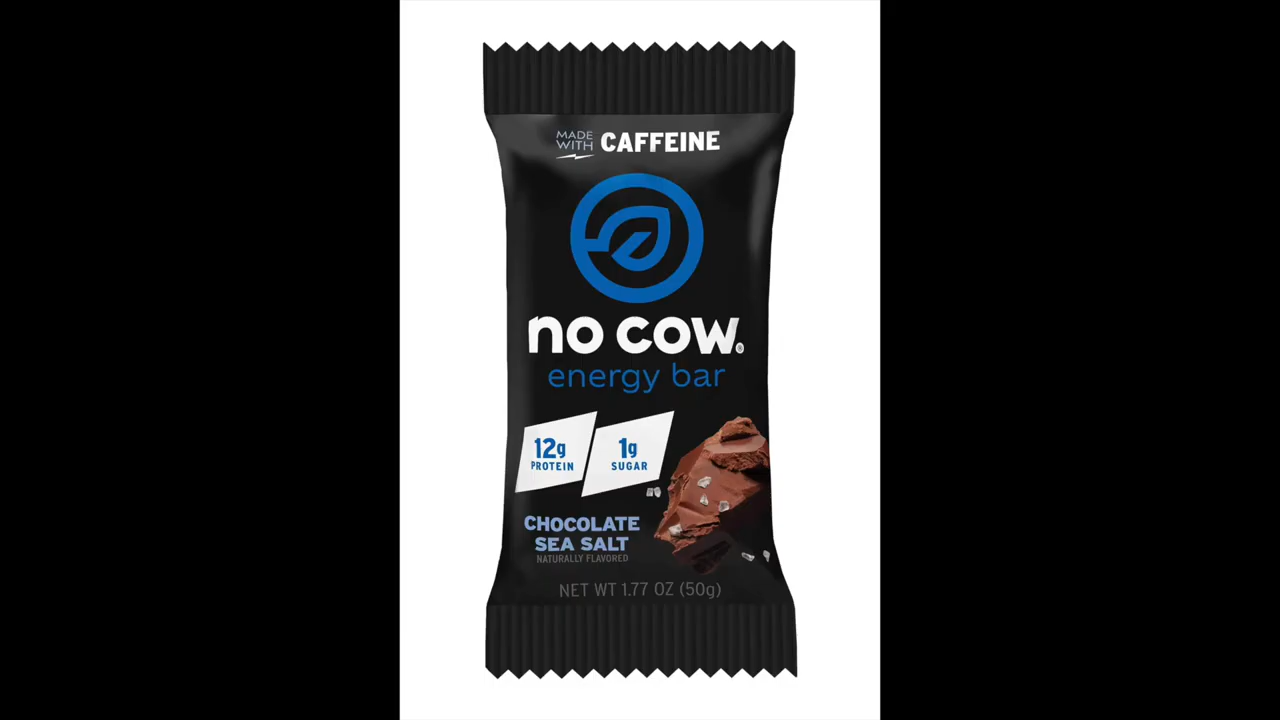 MADE WITH CAFFEINE
no cow®
energy bar
12g PROTEIN
1g SUGAR
CHOCOLATE
SEA SALT
NATURALLY FLAVORED
NET WT 1.77 OZ (50g)